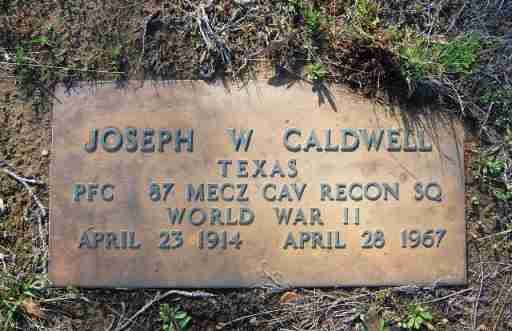 JOSEPH W CALDWELL
TEXAS
PFC 87 MECZ CAV RECON SQ
WORLD WAR II
APRIL 23 1914 APRIL 28 1967